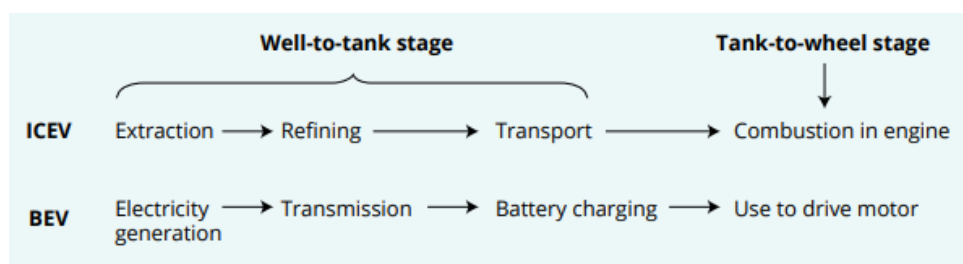 Well-to-tank stage Tank-to-wheel stage
ICEV Extraction Refining Transport Combustion in engine
BEV Electricity generation Transmission Battery charging Use to drive motor